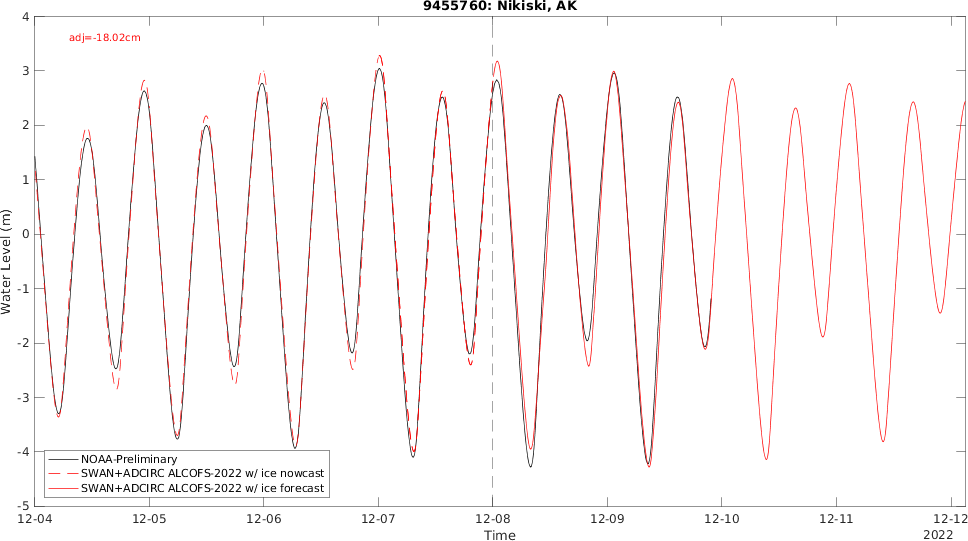 9455760: Nikiski, AK
adj=-18.02cm
4
3
2
1
0
-1
-2
-3
-4
-5
Water Level (m)
NOAA-Preliminary
SWAN+ADCIRC ALCOFS-2022 w/ ice nowcast
SWAN+ADCIRC ALCOFS-2022 w/ ice forecast
12-04 12-05 12-06 12-07 12-08 12-09 12-10 12-11 12-12
Time
2022